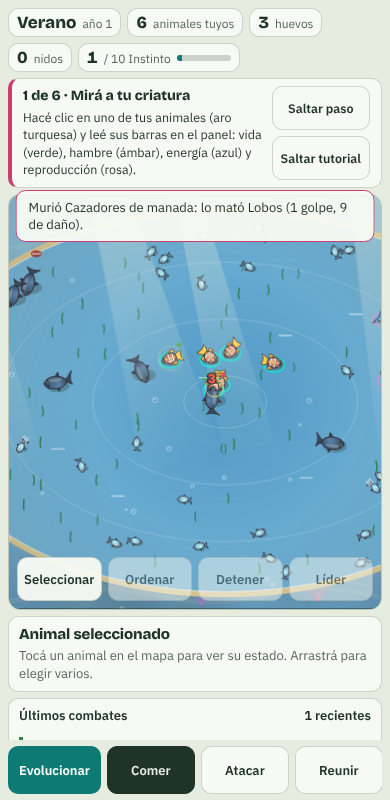 Verano año 1
6 animales tuyos
3 huevos
0 nidos
1 / 10 Instinto
1 de 6 · Mirá a tu criatura
Hacé clic en uno de tus animales (aro
turquesa) y leé sus barras en el panel: vida
(verde), hambre (ámbar), energía (azul) y
reproducción (rosa).
Saltar paso
Saltar tutorial
Murió Cazadores de manada: lo mató Lobos (1 golpe, 9
de daño).
Seleccionar
Ordenar
Detener
Líder
Animal seleccionado
Tocá un animal en el mapa para ver su estado. Arrastrá para
elegir varios.
Últimos combates
1 recientes
Evolucionar
Comer
Atacar
Reunir